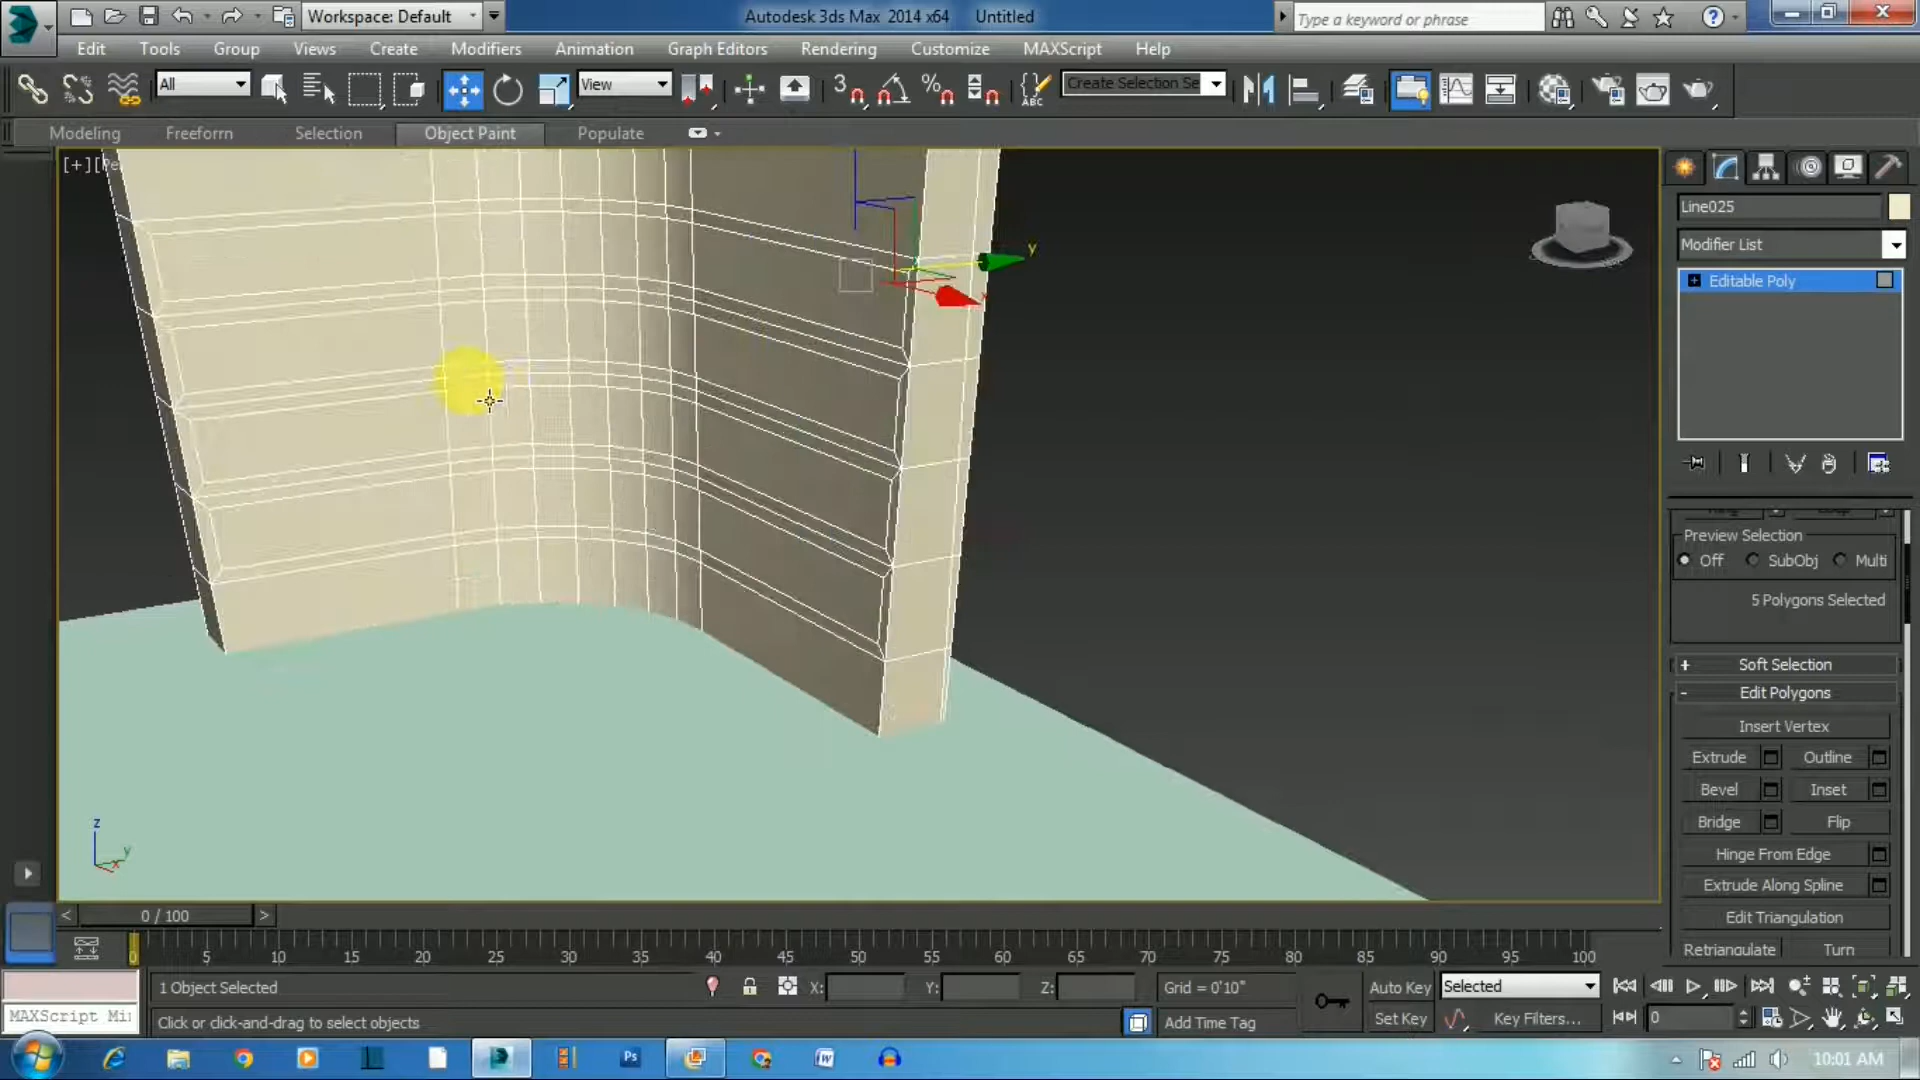 Workspace: Default
Autodesk 3ds Max 2014 x64 Untitled
Type a keyword or phrase
Edit Tools Group Views Create Modifiers Animation Graph Editors Rendering Customize MAXScript Help
All
View
3
ABC
Create Selection Se
Modeling Freeform Selection Object Paint Populate
[+][Pe
y
x
z
y
x
Line025
Modifier List
Editable Poly
Preview Selection
Off SubObj Multi
5 Polygons Selected
+ Soft Selection
- Edit Polygons
Insert Vertex
Extrude Outline
Bevel Inset
Bridge Flip
Hinge From Edge
Extrude Along Spline
Edit Triangulation
Retriangulate Turn
< 0 / 100 >
0 5 10 15 20 25 30 35 40 45 50 55 60 65 70 75 80 85 90 95 100
1 Object Selected X: Y: Z: Grid = 0'10" Auto Key Selected
MAXScript Mi
Click or click-and-drag to select objects Add Time Tag Set Key Key Filters... 0
Ps
10:01 AM